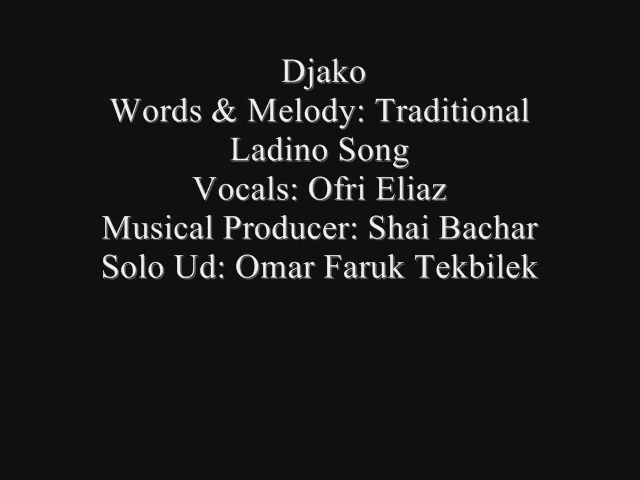 Djako
Words & Melody: Traditional
Ladino Song
Vocals: Ofri Eliaz
Musical Producer: Shai Bachar
Solo Ud: Omar Faruk Tekbilek